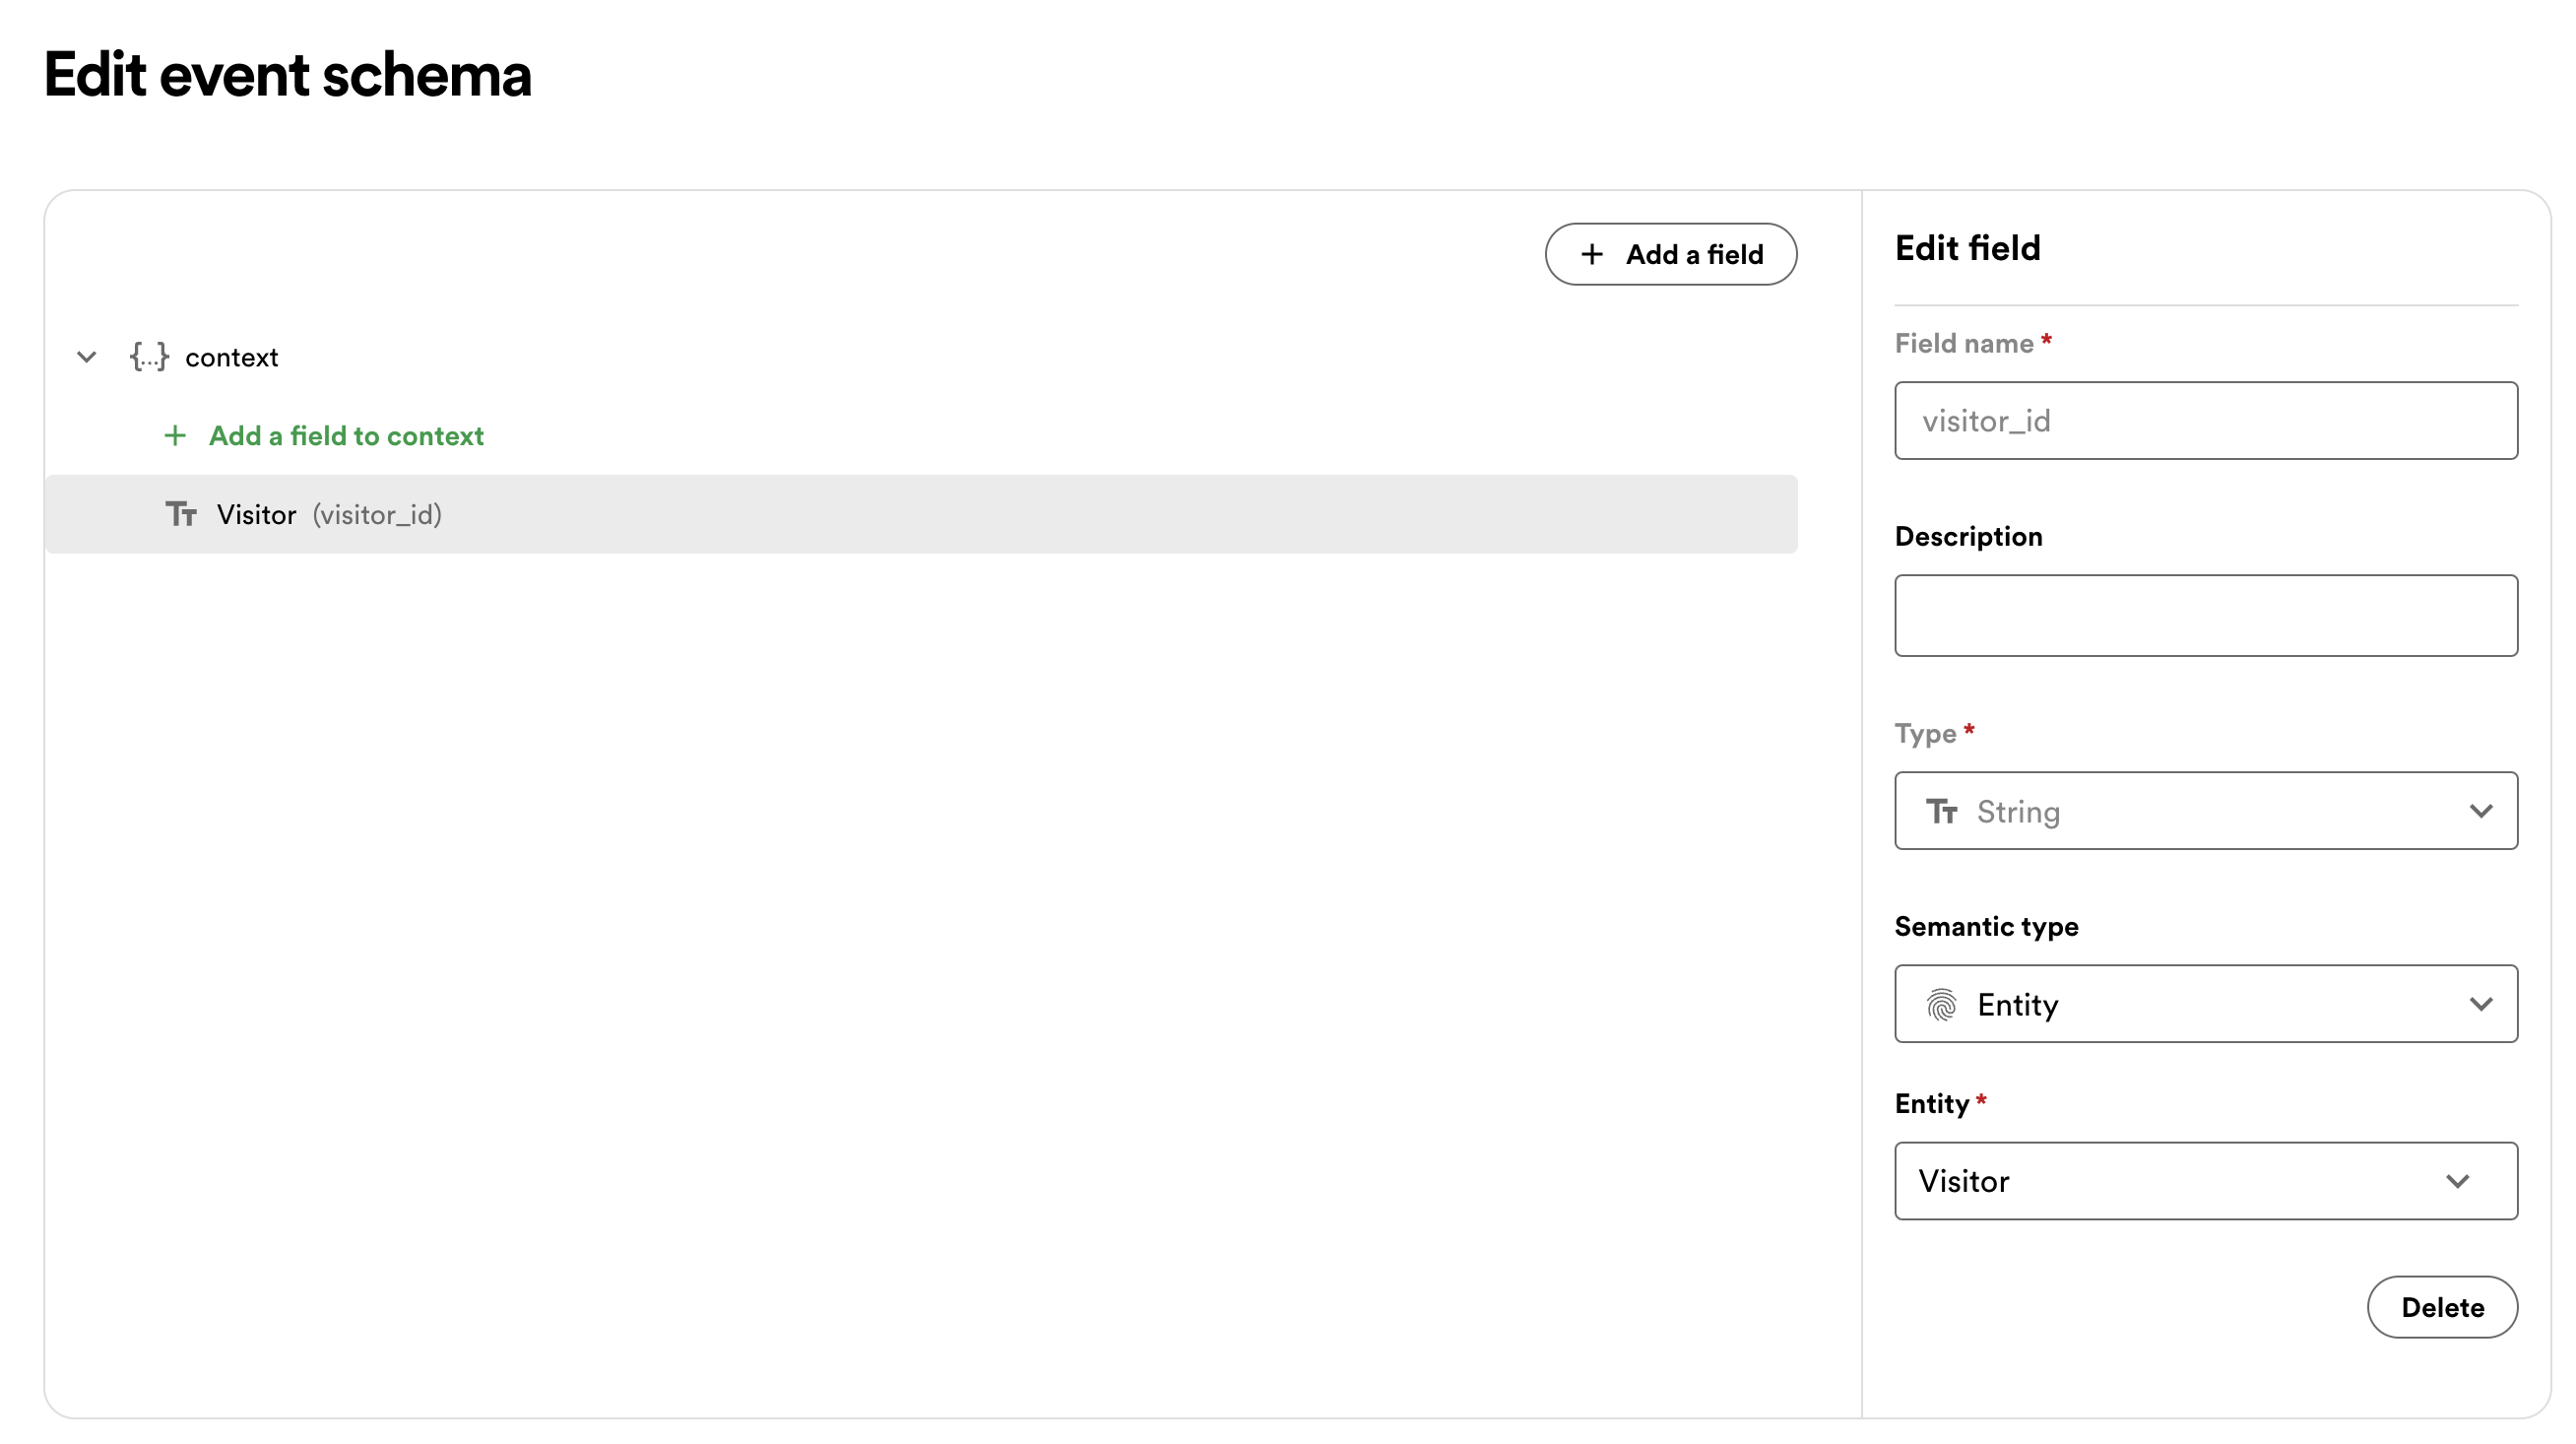 Edit event schema
+ Add a field
{...} context
+ Add a field to context
Tт Visitor (visitor_id)
Edit field
Field name *
visitor_id
Description
Type *
Tт String
Semantic type
Entity
Entity *
Visitor
Delete